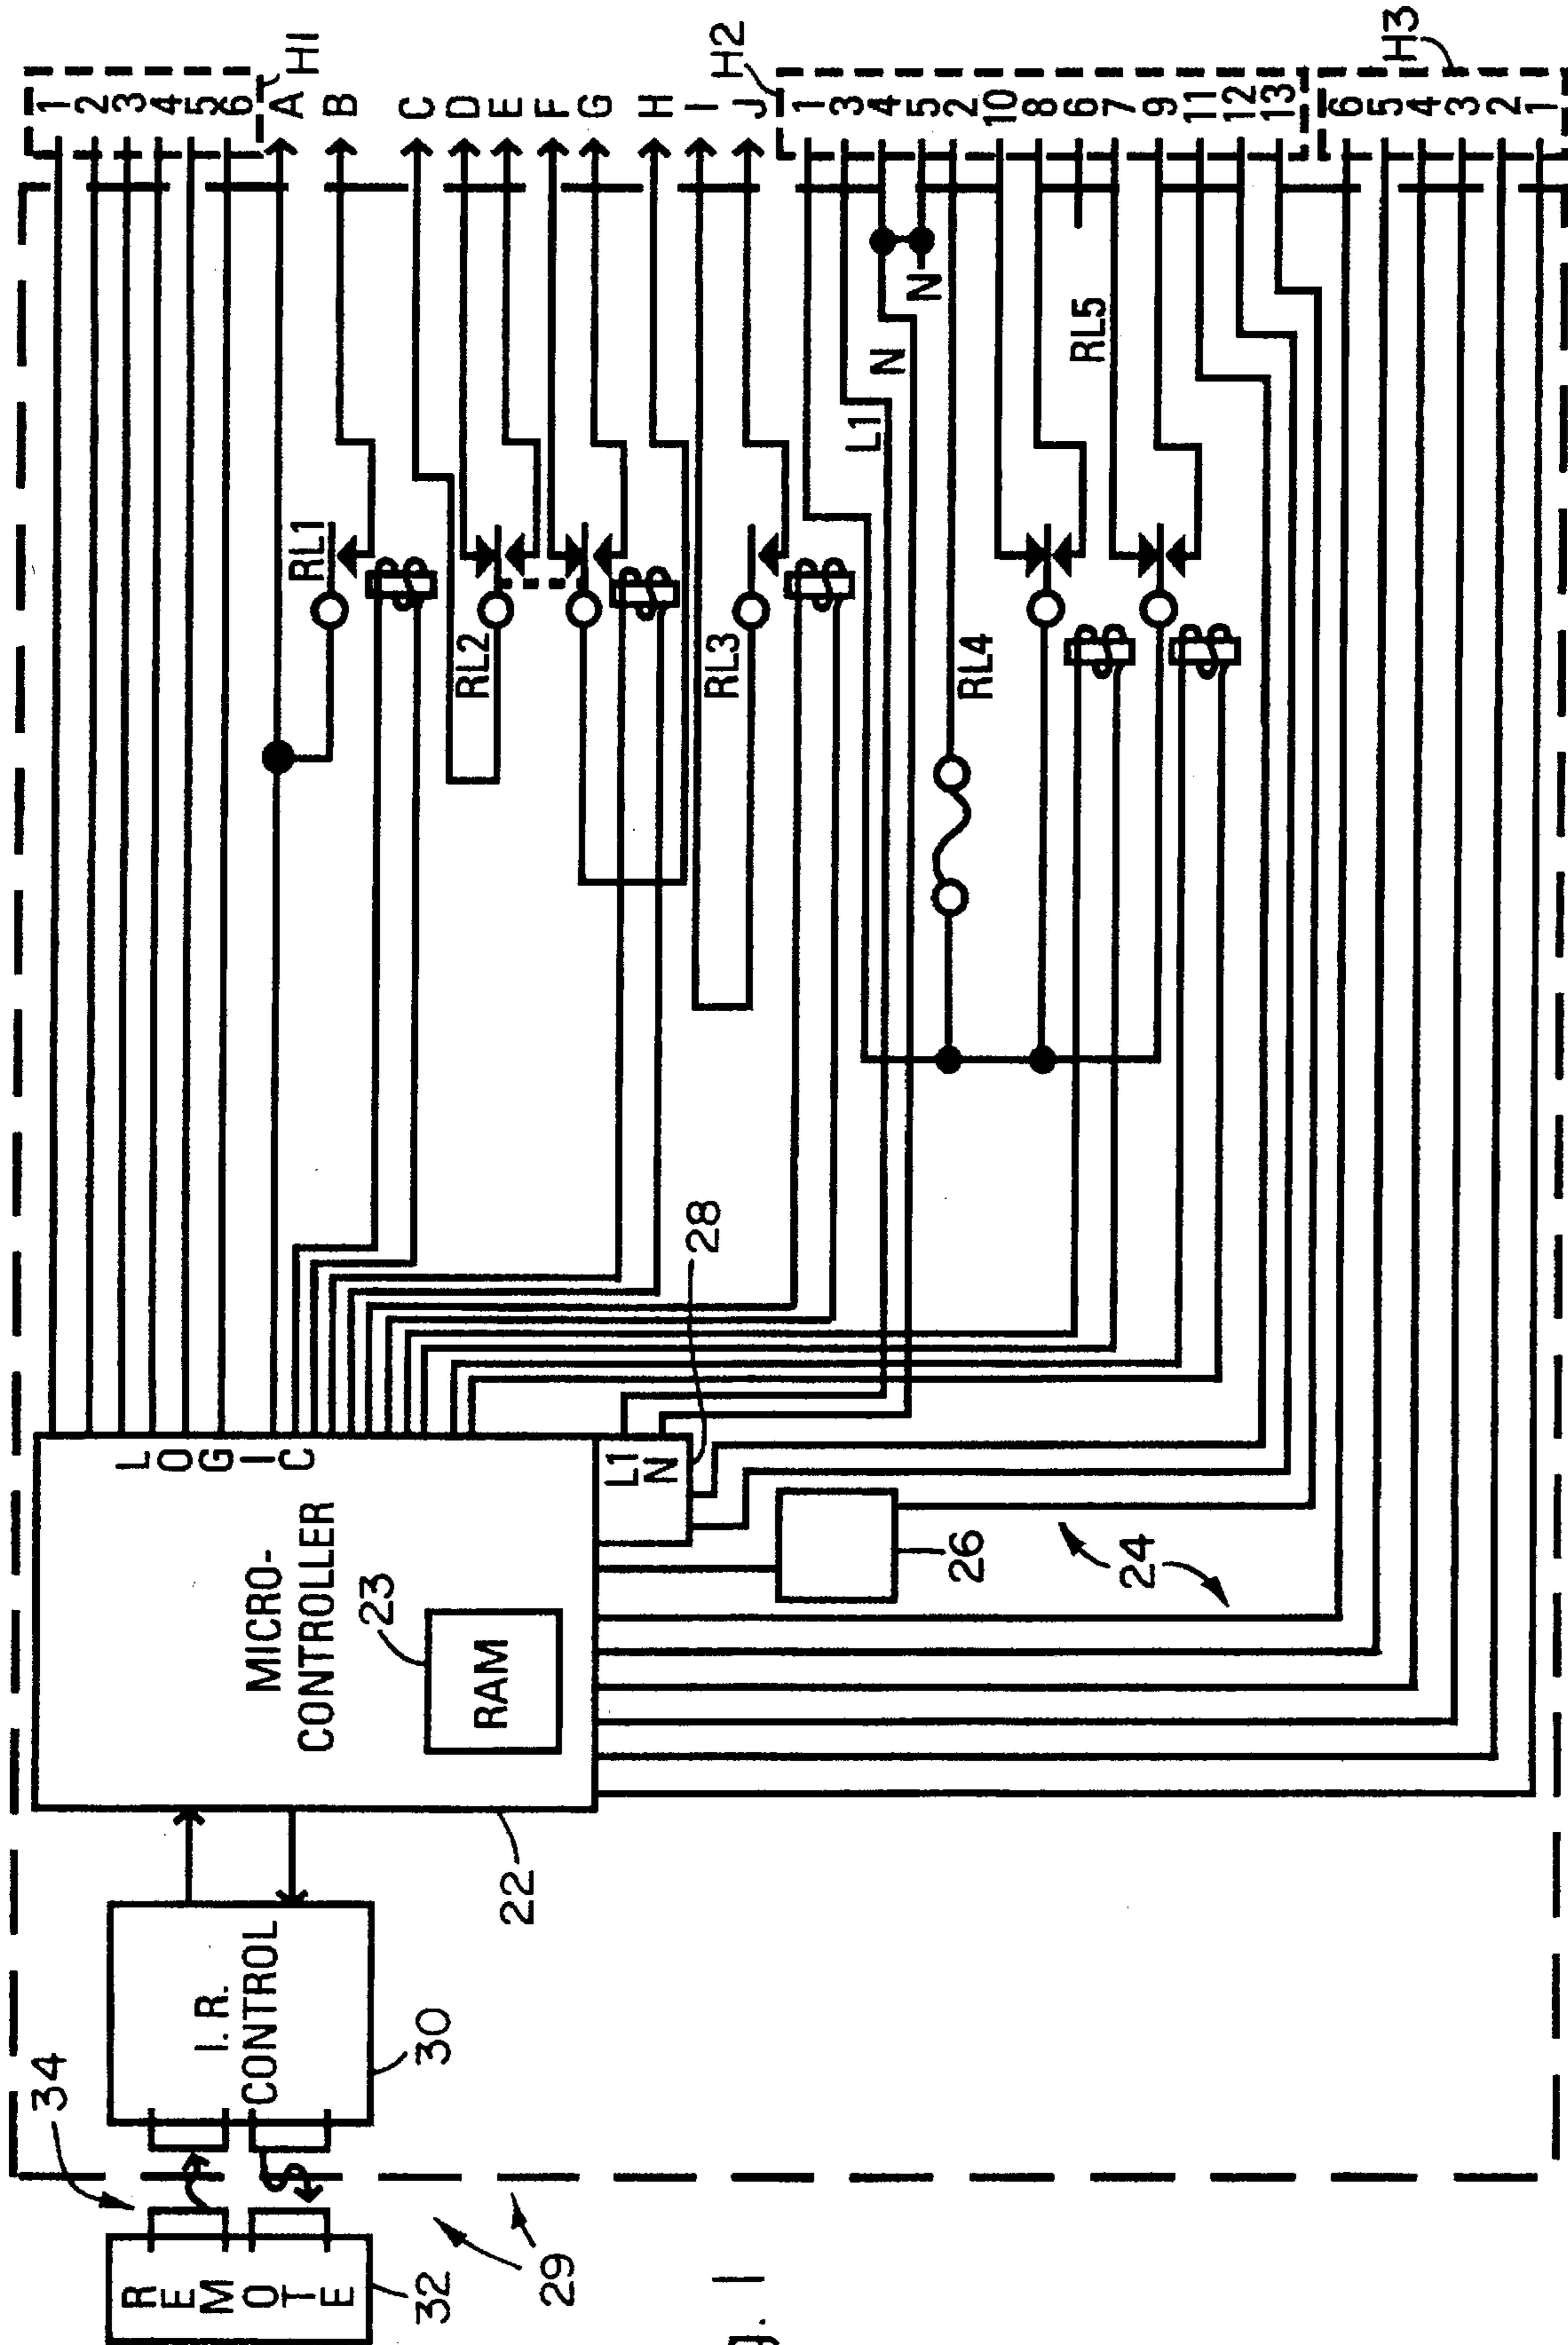 1
2
3
4
5
6
H1
A
B
C
D
E
F
G
H
I
J
H2
1
3
4
5
2
10
8
6
7
9
11
12
13
H3
6
5
4
3
2
1
RL1
RL2
RL3
RL4
RL5
L1
N
N
LOGIC
MICRO-
CONTROLLER
23
RAM
L1
N
28
26
24
22
I.R.
CONTROL
30
34
REMOTE
32
29
g. 1